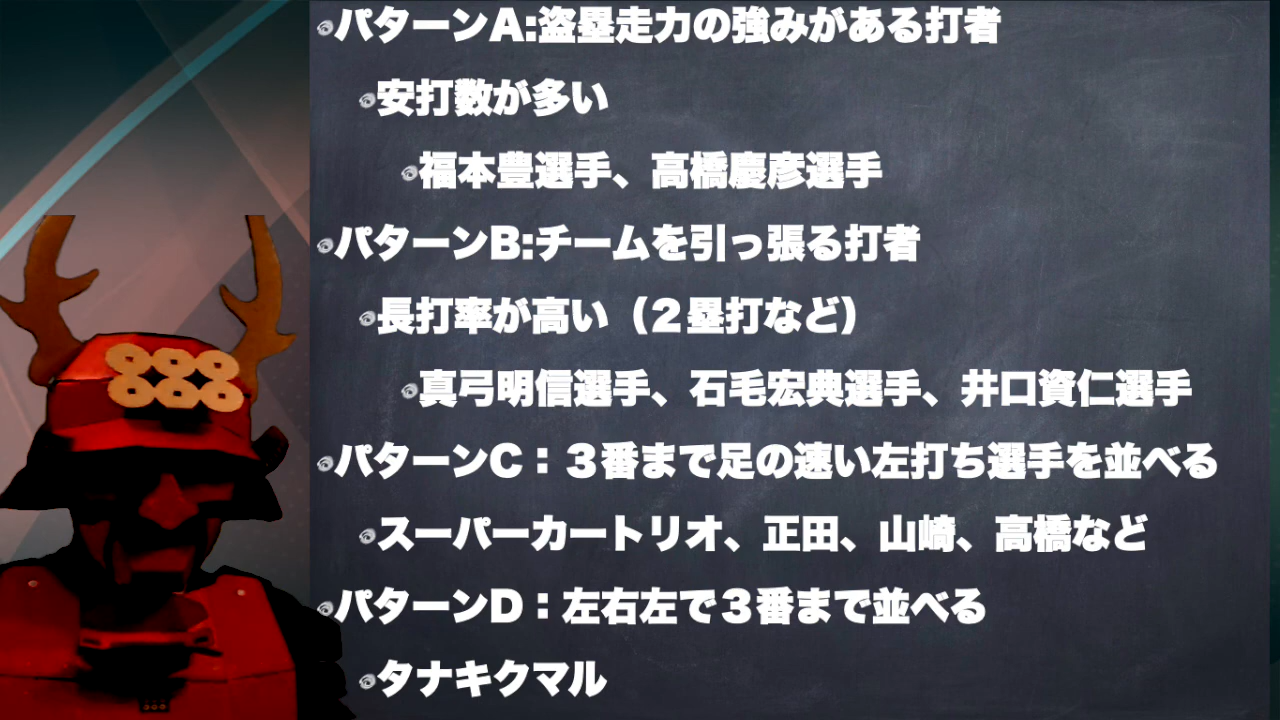 パターンA:盗塁走力の強みがある打者
安打数が多い
福本豊選手、高橋慶彦選手
パターンB:チームを引っ張る打者
長打率が高い（２塁打など）
真弓明信選手、石毛宏典選手、井口資仁選手
パターンC：３番まで足の速い左打ち選手を並べる
スーパーカートリオ、正田、山崎、高橋など
パターンD：左右左で３番まで並べる
タナキクマル